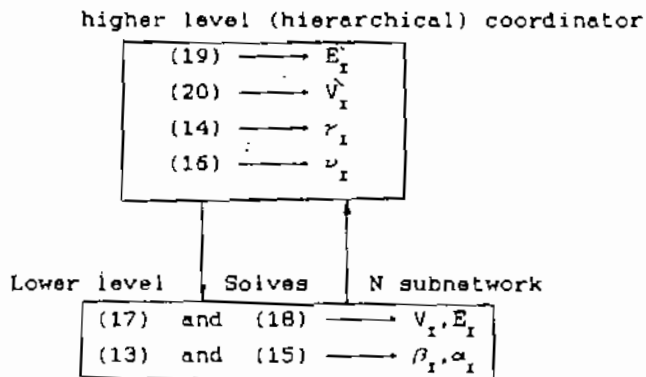 higher level (hierarchical) coordinator
(19) → E`_I
(20) → V`_I
(14) → γ_I
(16) → ν_I
Lower level Solves N subnetwork
(17) and (18) → V_I, E_I
(13) and (15) → β_I, α_I